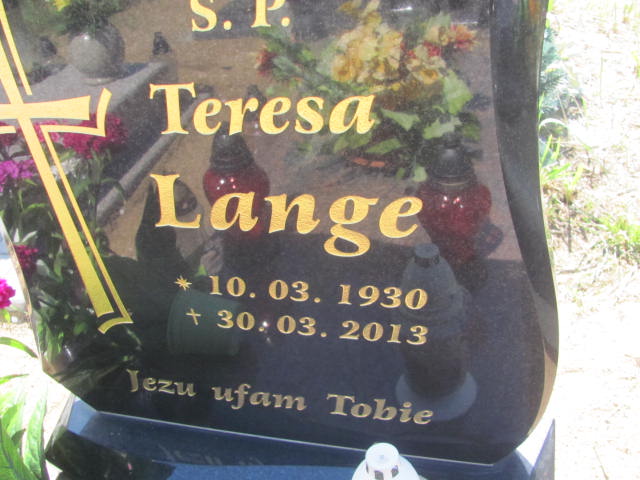 Ś. P.
Teresa
Lange
* 10. 03. 1930
✝ 30. 03. 2013
Jezu ufam Tobie